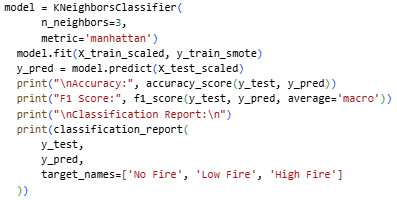 model = KNeighborsClassifier(
        n_neighbors=3,
        metric='manhattan')
  model.fit(X_train_scaled, y_train_smote)
  y_pred = model.predict(X_test_scaled)
  print("\nAccuracy:", accuracy_score(y_test, y_pred))
  print("F1 Score:", f1_score(y_test, y_pred, average='macro'))
  print("\nClassification Report:\n")
  print(classification_report(
      y_test,
      y_pred,
      target_names=['No Fire', 'Low Fire', 'High Fire']
  ))